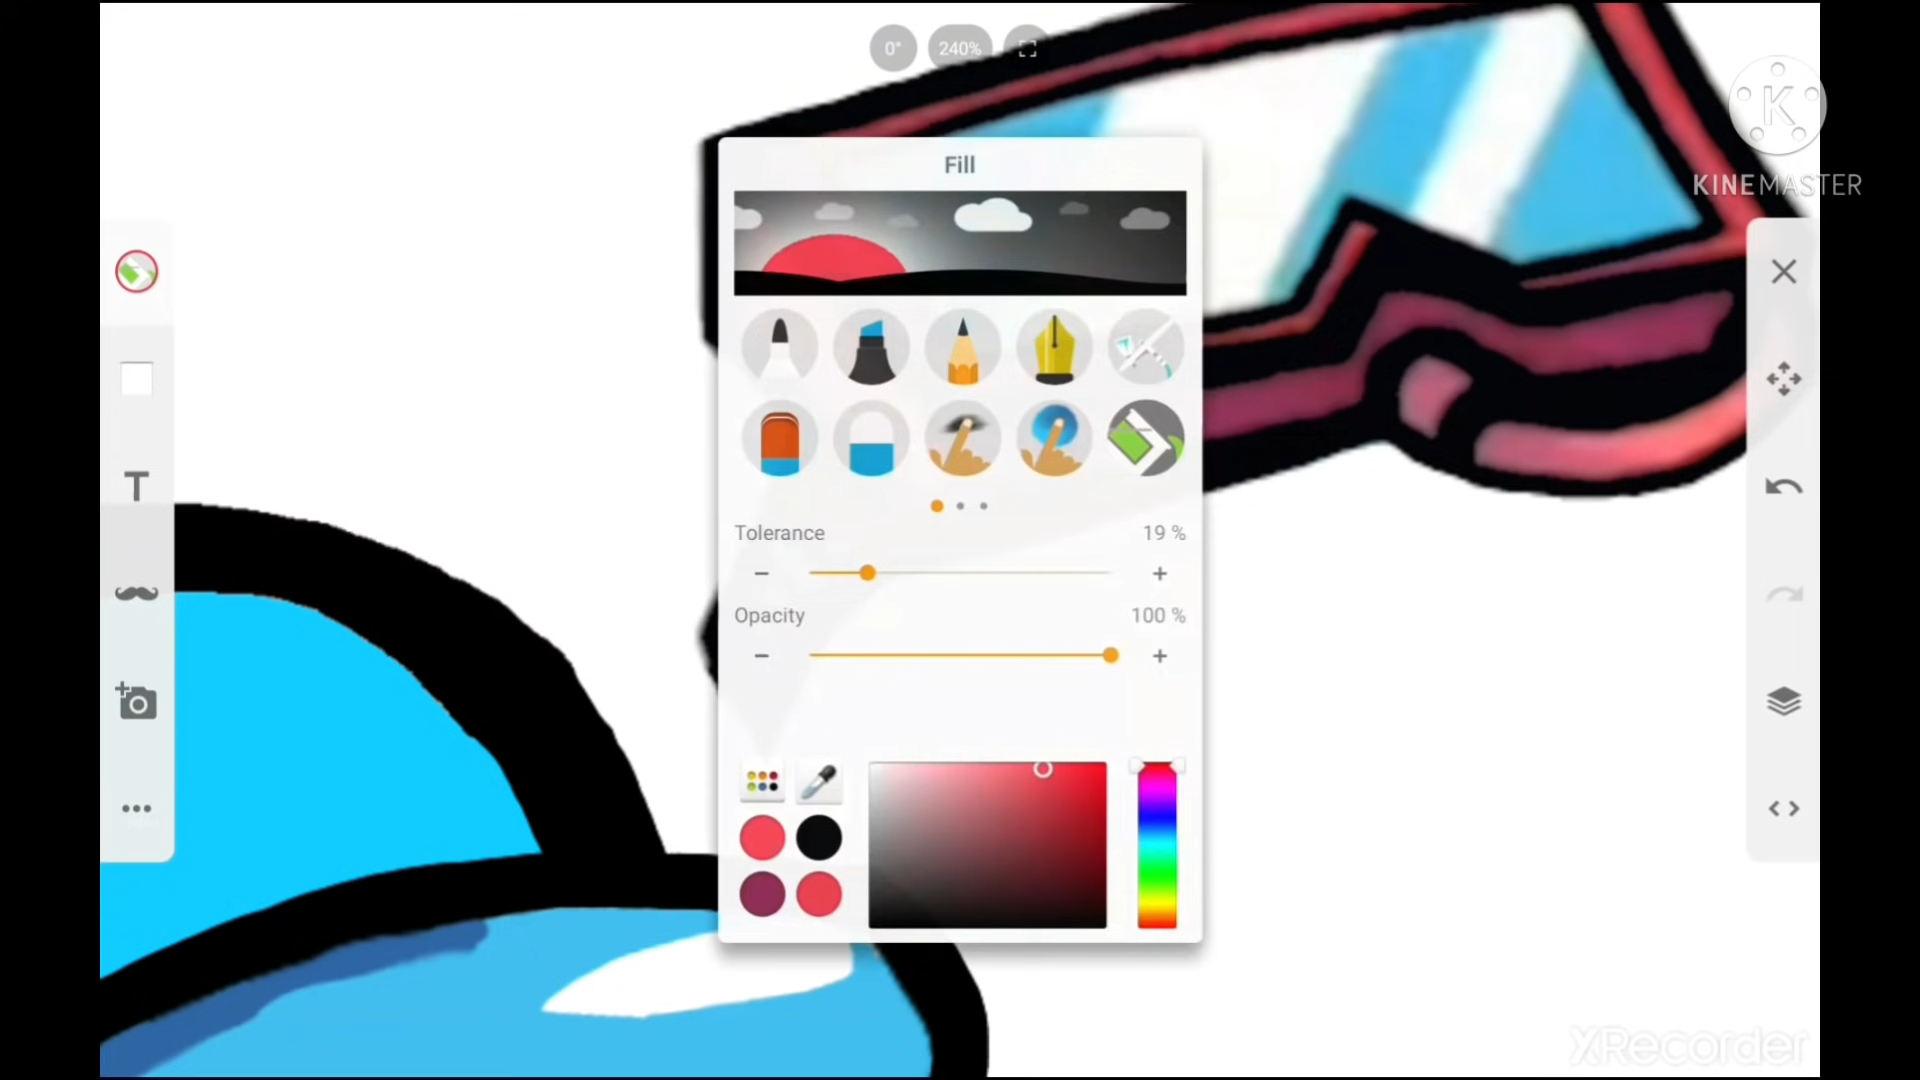 0°
240%
Fill
KINEMASTER
Tolerance
19 %
Opacity
100 %
T
K
XRecorder